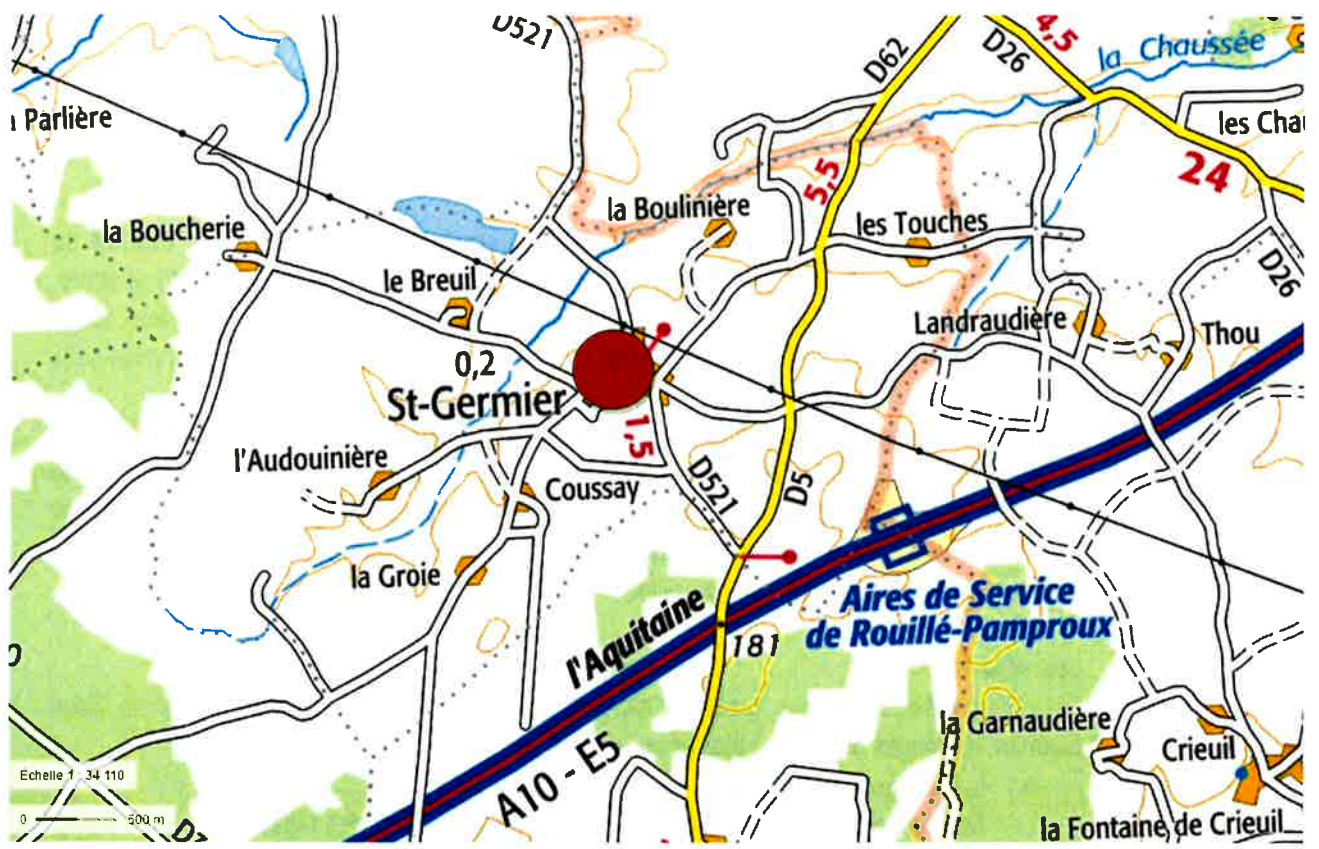 D521
4,5
D26
D62
la Chaussée
Parlière
les Cha
24
5,5
la Boulinière
la Boucherie
les Touches
le Breuil
D26
Landraudière
Thou
0,2
St-Germier
1,5
l'Audouinière
D521
D5
Coussay
la Groie
Aires de Service
de Rouillé-Pamproux
l'Aquitaine
181
la Garnaudière
Crieuil
A10 - E5
Echelle 1 : 34 110
0
500 m
la Fontaine de Crieuil